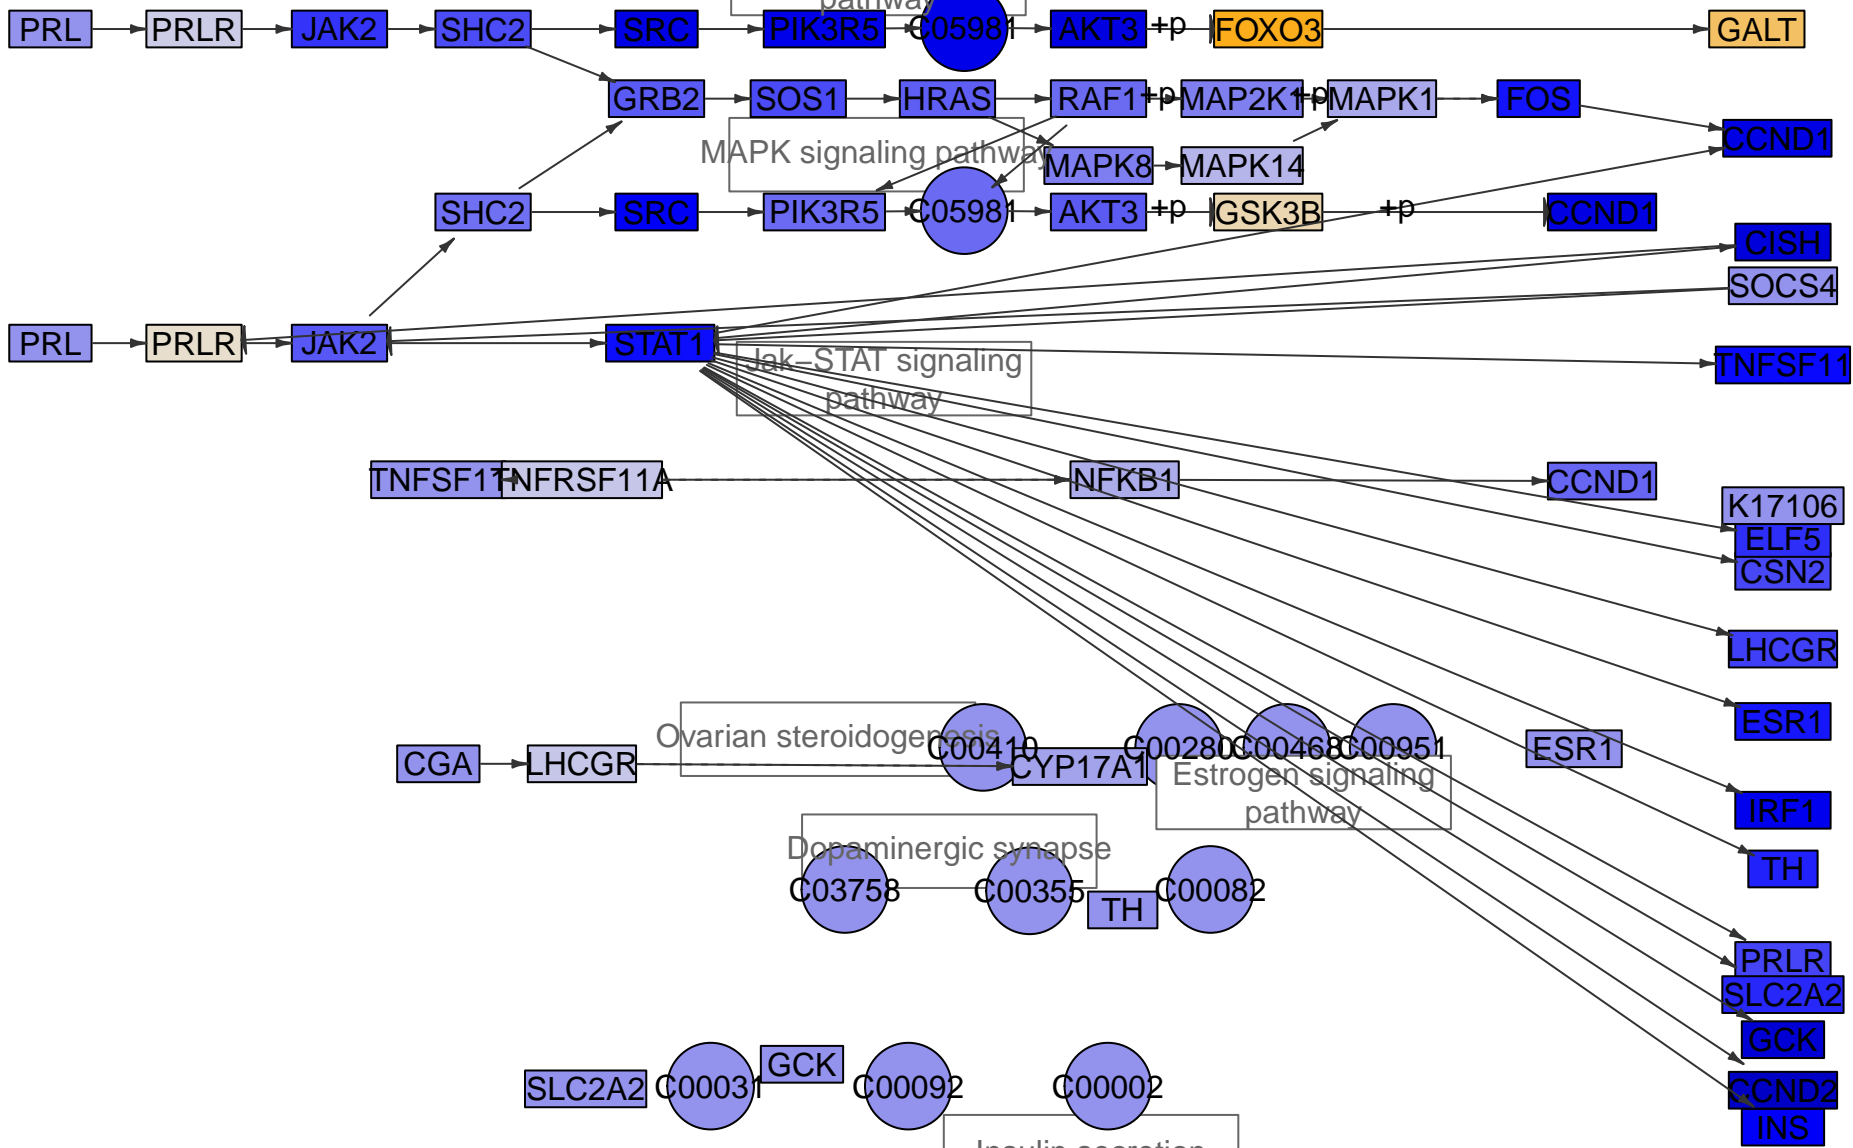 pathway
PRL
PRLR
JAK2
SHC2
SRC
PIK3R5
C05981
AKT3
+p
FOXO3
GALT
GRB2
SOS1
HRAS
RAF1
+p
MAP2K1
+p
MAPK1
FOS
CCND1
MAPK signaling pathway
MAPK8
MAPK14
SHC2
SRC
PIK3R5
C05981
AKT3
+p
GSK3B
+p
CCND1
CISH
SOCS4
PRL
PRLR
JAK2
STAT1
Jak–STAT signaling
pathway
TNFSF11
TNFSF11
TNFRSF11A
NFKB1
CCND1
K17106
ELF5
CSN2
LHCGR
ESR1
Ovarian steroidogenesis
C00410
C00280
C00468
C00951
ESR1
CGA
LHCGR
CYP17A1
Estrogen signaling
pathway
IRF1
Dopaminergic synapse
TH
C03758
C00355
TH
C00082
PRLR
SLC2A2
GCK
SLC2A2
C00031
GCK
C00092
C00002
CCND2
INS
Insulin secretion